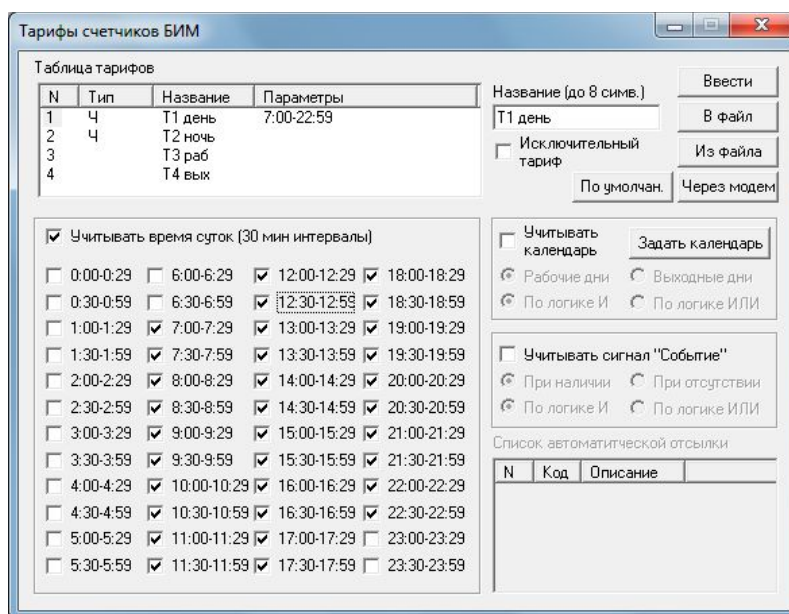 Тарифы счетчиков БИМ
Таблица тарифов
N Тип Название Параметры
1 Ч Т1 день 7:00-22:59
2 Ч Т2 ночь
3 Т3 раб
4 Т4 вых
Название (до 8 симв.)
Т1 день
Исключительный
тариф
По умолчан.
Ввести
В файл
Из файла
Через модем
Учитывать время суток (30 мин интервалы)
0:00-0:29 6:00-6:29 12:00-12:29 18:00-18:29
0:30-0:59 6:30-6:59 12:30-12:59 18:30-18:59
1:00-1:29 7:00-7:29 13:00-13:29 19:00-19:29
1:30-1:59 7:30-7:59 13:30-13:59 19:30-19:59
2:00-2:29 8:00-8:29 14:00-14:29 20:00-20:29
2:30-2:59 8:30-8:59 14:30-14:59 20:30-20:59
3:00-3:29 9:00-9:29 15:00-15:29 21:00-21:29
3:30-3:59 9:30-9:59 15:30-15:59 21:30-21:59
4:00-4:29 10:00-10:29 16:00-16:29 22:00-22:29
4:30-4:59 10:30-10:59 16:30-16:59 22:30-22:59
5:00-5:29 11:00-11:29 17:00-17:29 23:00-23:29
5:30-5:59 11:30-11:59 17:30-17:59 23:30-23:59
Учитывать
календарь
Задать календарь
Рабочие дни Выходные дни
По логике И По логике ИЛИ
Учитывать сигнал "Событие"
При наличии При отсутствии
По логике И По логике ИЛИ
Список автоматитческой отсылки
N Код Описание